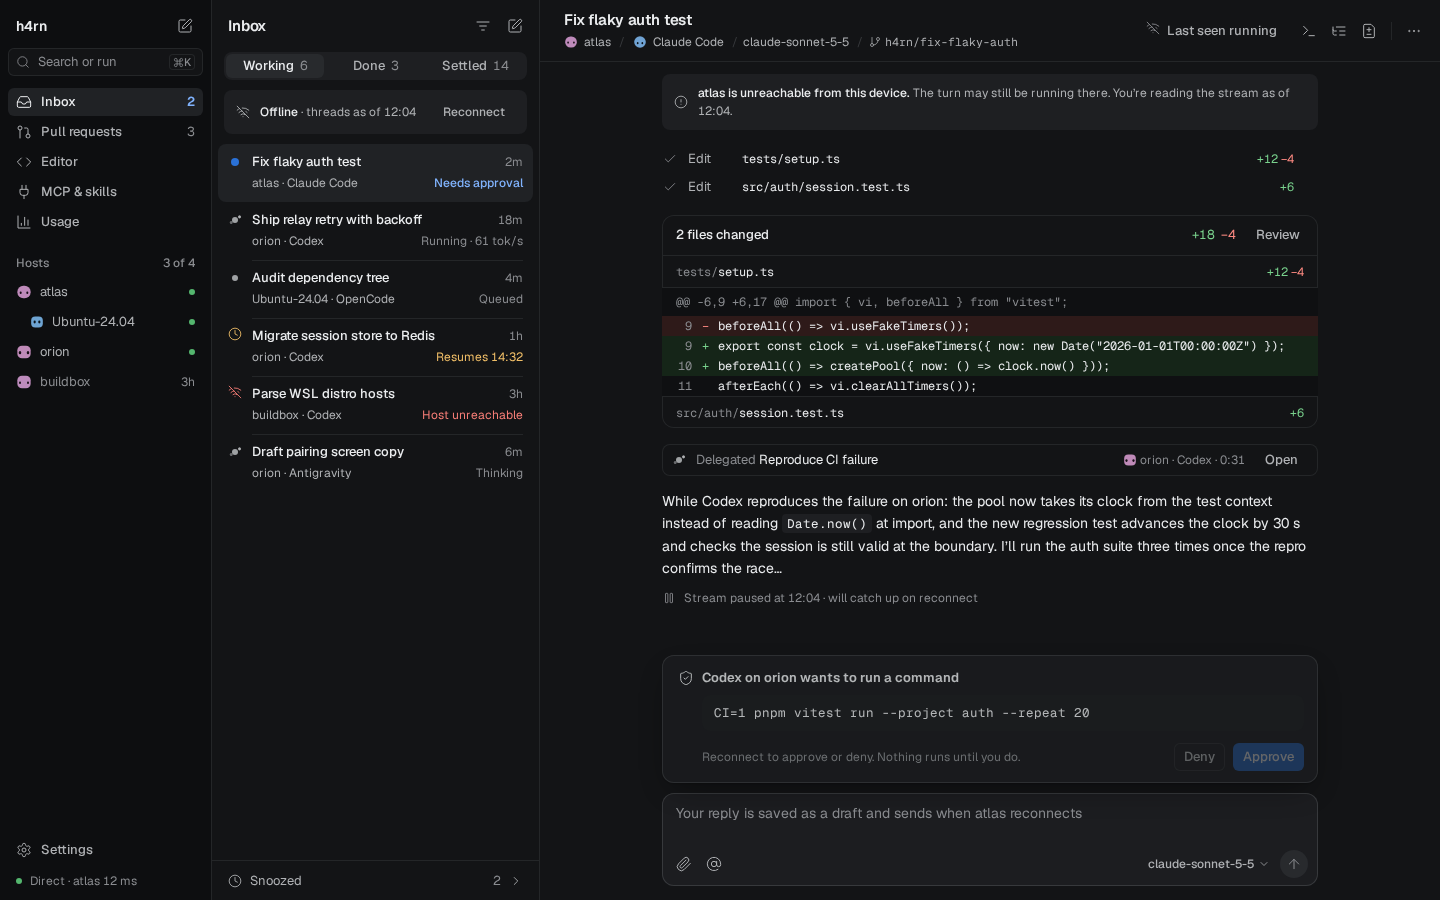 h4rn
Search or run ⌘K
Inbox 2
Pull requests 3
Editor
MCP & skills
Usage
Hosts 3 of 4
atlas
Ubuntu-24.04
orion
buildbox 3h
Settings
Direct · atlas 12 ms
Inbox
Working 6 Done 3 Settled 14
Offline · threads as of 12:04 Reconnect
Fix flaky auth test 2m
atlas · Claude Code Needs approval
Ship relay retry with backoff 18m
orion · Codex Running · 61 tok/s
Audit dependency tree 4m
Ubuntu-24.04 · OpenCode Queued
Migrate session store to Redis 1h
orion · Codex Resumes 14:32
Parse WSL distro hosts 3h
buildbox · Codex Host unreachable
Draft pairing screen copy 6m
orion · Antigravity Thinking
Snoozed 2
Fix flaky auth test
atlas / Claude Code / claude-sonnet-5-5 / h4rn/fix-flaky-auth
Last seen running
atlas is unreachable from this device. The turn may still be running there. You're reading the stream as of
12:04.
Edit tests/setup.ts +12 −4
Edit src/auth/session.test.ts +6
2 files changed +18 −4 Review
tests/setup.ts +12 −4
@@ -6,9 +6,17 @@ import { vi, beforeAll } from "vitest";
9 − beforeAll(() => vi.useFakeTimers());
9 + export const clock = vi.useFakeTimers({ now: new Date("2026-01-01T00:00:00Z") });
10 + beforeAll(() => createPool({ now: () => clock.now() }));
11 afterEach(() => vi.clearAllTimers());
src/auth/session.test.ts +6
Delegated Reproduce CI failure orion · Codex · 0:31 Open
While Codex reproduces the failure on orion: the pool now takes its clock from the test context
instead of reading Date.now() at import, and the new regression test advances the clock by 30 s
and checks the session is still valid at the boundary. I'll run the auth suite three times once the repro
confirms the race…
Stream paused at 12:04 · will catch up on reconnect
Codex on orion wants to run a command
CI=1 pnpm vitest run --project auth --repeat 20
Reconnect to approve or deny. Nothing runs until you do. Deny Approve
Your reply is saved as a draft and sends when atlas reconnects
claude-sonnet-5-5